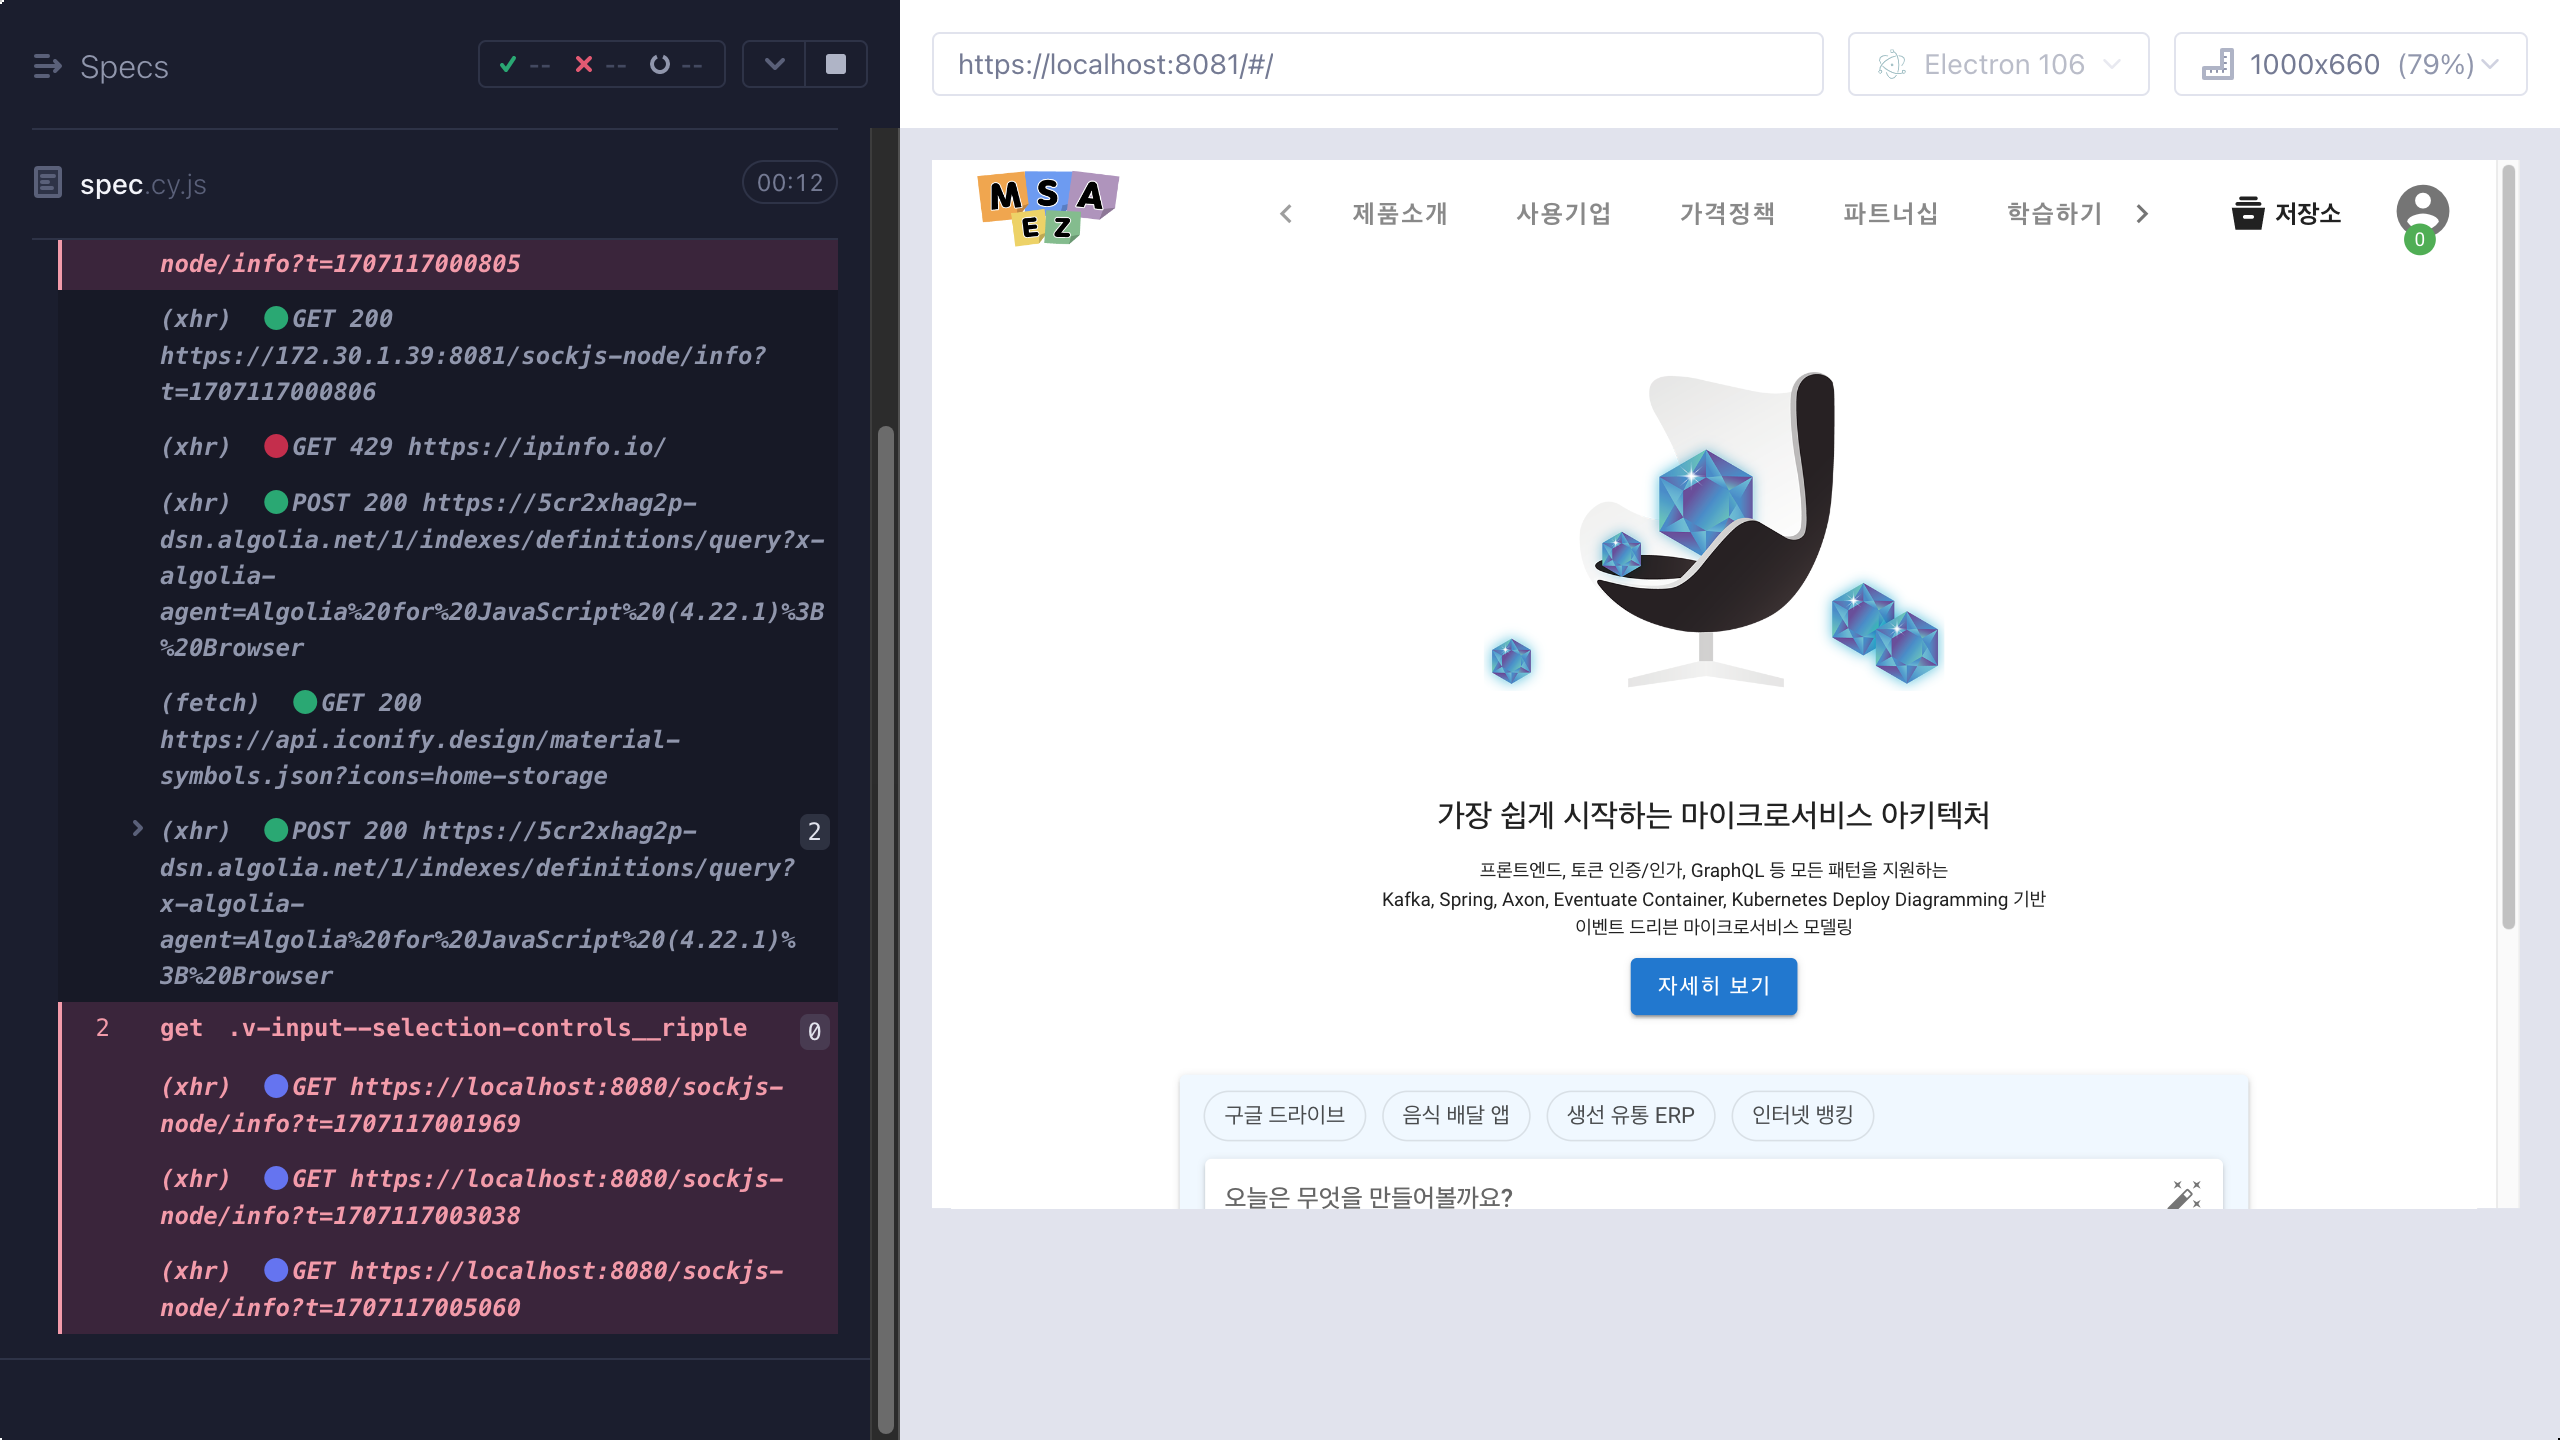 Specs
-- -- --
spec.cy.js
00:12
node/info?t=1707117000805
(xhr) GET 200
https://172.30.1.39:8081/sockjs-node/info?
t=1707117000806
(xhr) GET 429 https://ipinfo.io/
(xhr) POST 200 https://5cr2xhag2p-
dsn.algolia.net/1/indexes/definitions/query?x-
algolia-
agent=Algolia%20for%20JavaScript%20(4.22.1)%3B
%20Browser
(fetch) GET 200
https://api.iconify.design/material-
symbols.json?icons=home-storage
(xhr) POST 200 https://5cr2xhag2p- 2
dsn.algolia.net/1/indexes/definitions/query?
x-algolia-
agent=Algolia%20for%20JavaScript%20(4.22.1)%
3B%20Browser
2 get .v-input--selection-controls__ripple 0
(xhr) GET https://localhost:8080/sockjs-
node/info?t=1707117001969
(xhr) GET https://localhost:8080/sockjs-
node/info?t=1707117003038
(xhr) GET https://localhost:8080/sockjs-
node/info?t=1707117005060
https://localhost:8081/#/
Electron 106
1000x660 (79%)
MSA
EZ
제품소개 사용기업 가격정책 파트너십 학습하기
저장소
0
가장 쉽게 시작하는 마이크로서비스 아키텍처
프론트엔드, 토큰 인증/인가, GraphQL 등 모든 패턴을 지원하는
Kafka, Spring, Axon, Eventuate Container, Kubernetes Deploy Diagramming 기반
이벤트 드리븐 마이크로서비스 모델링
자세히 보기
구글 드라이브 음식 배달 앱 생선 유통 ERP 인터넷 뱅킹
오늘은 무엇을 만들어볼까요?